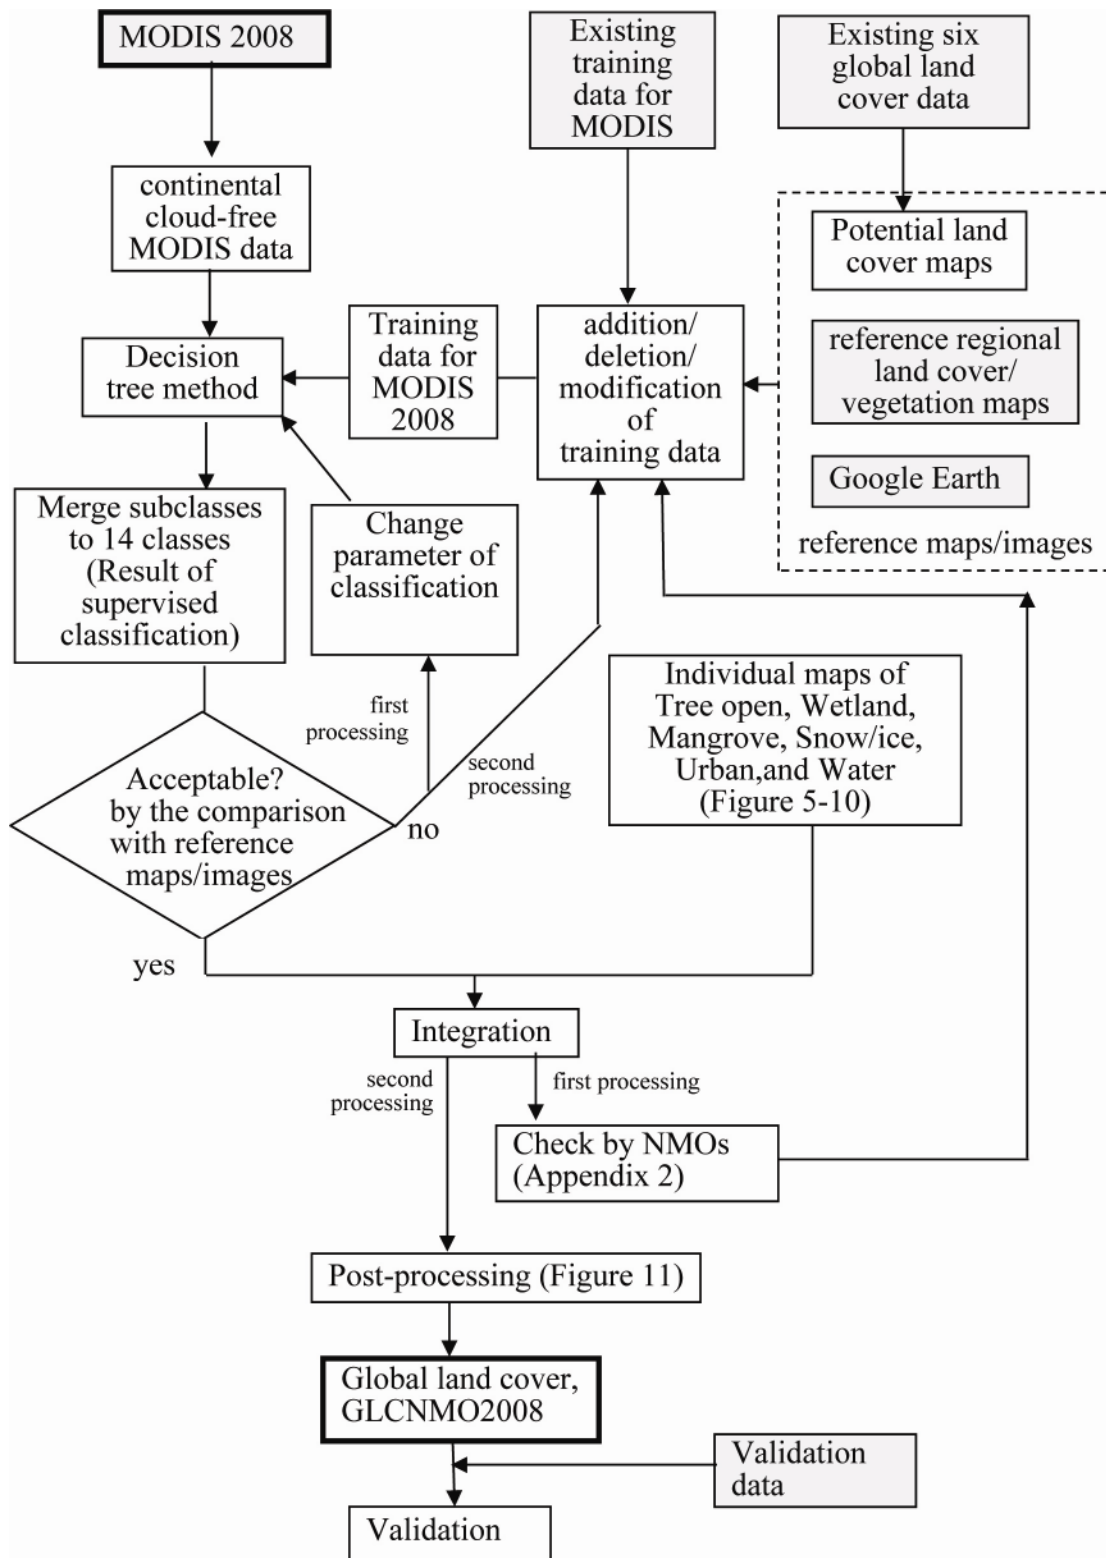 MODIS 2008
Existing
training
data for
MODIS
Existing six
global land
cover data
continental
cloud-free
MODIS data
Potential land
cover maps
Decision
tree method
Training
data for
MODIS
2008
addition/
deletion/
modification
of
training data
reference regional
land cover/
vegetation maps
Google Earth
reference maps/images
Merge subclasses
to 14 classes
(Result of
supervised
classification)
Change
parameter of
classification
first
processing
second
processing
Individual maps of
Tree open, Wetland,
Mangrove, Snow/ice,
Urban,and Water
(Figure 5-10)
Acceptable?
by the comparison
with reference
maps/images
no
yes
Integration
second
processing
first processing
Check by NMOs
(Appendix 2)
Post-processing (Figure 11)
Global land cover,
GLCNMO2008
Validation
data
Validation